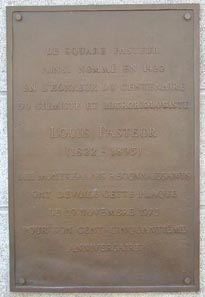 LE SQUARE PASTEUR
AINSI NOMMÉ EN 1922
EN L'HONNEUR DU CENTENAIRE
DU CHIMISTE ET MICROBIOLOGISTE
LOUIS PASTEUR
(1822 - 1895)
LES MONTRÉALAIS RECONNAISSANTS
ONT DÉVOILÉ CETTE PLAQUE
LE NOVEMBRE
POUR SON CENT-CINQUANTIÈME
ANNIVERSAIRE